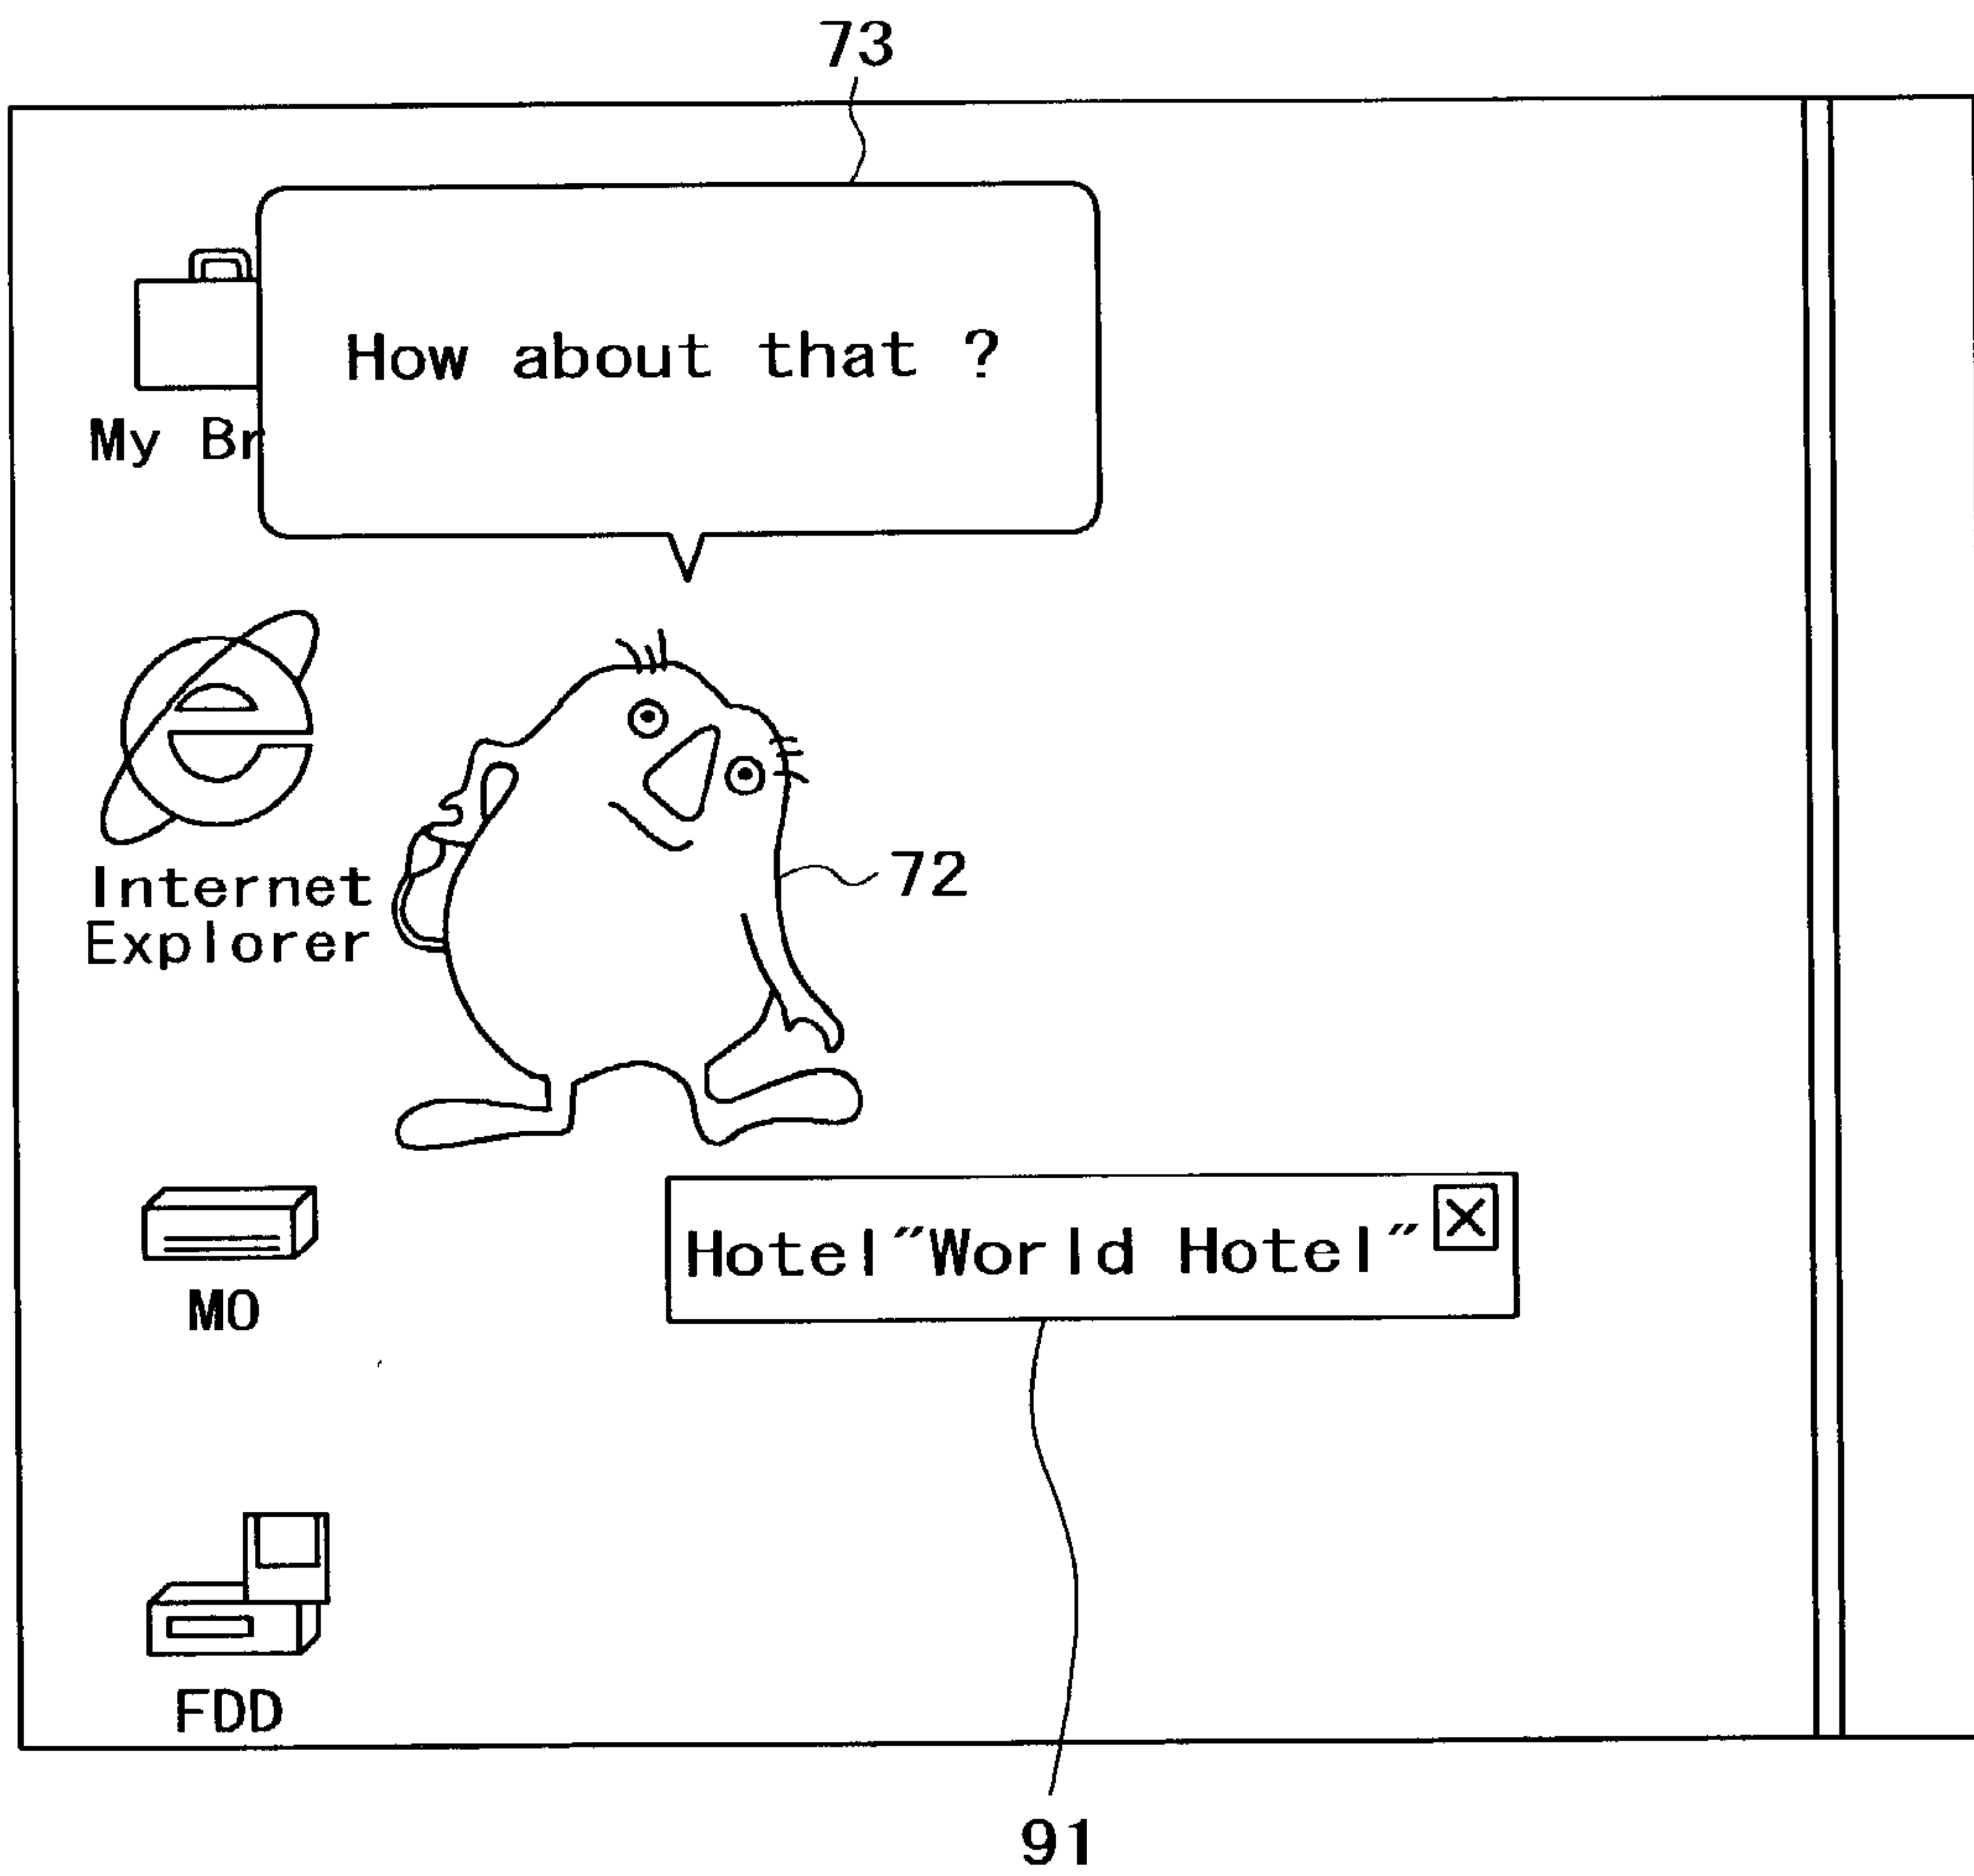 73
How about that ?
My Br
Internet
Explorer
72
Hotel"World Hotel" X
MO
FDD
91